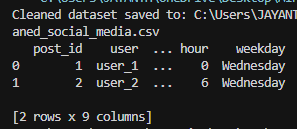 Cleaned dataset saved to: C:\Users\JAYANT
aned_social_media.csv
post_id user ... hour weekday
0 1 user_1 ... 0 Wednesday
1 2 user_2 ... 6 Wednesday
[2 rows x 9 columns]